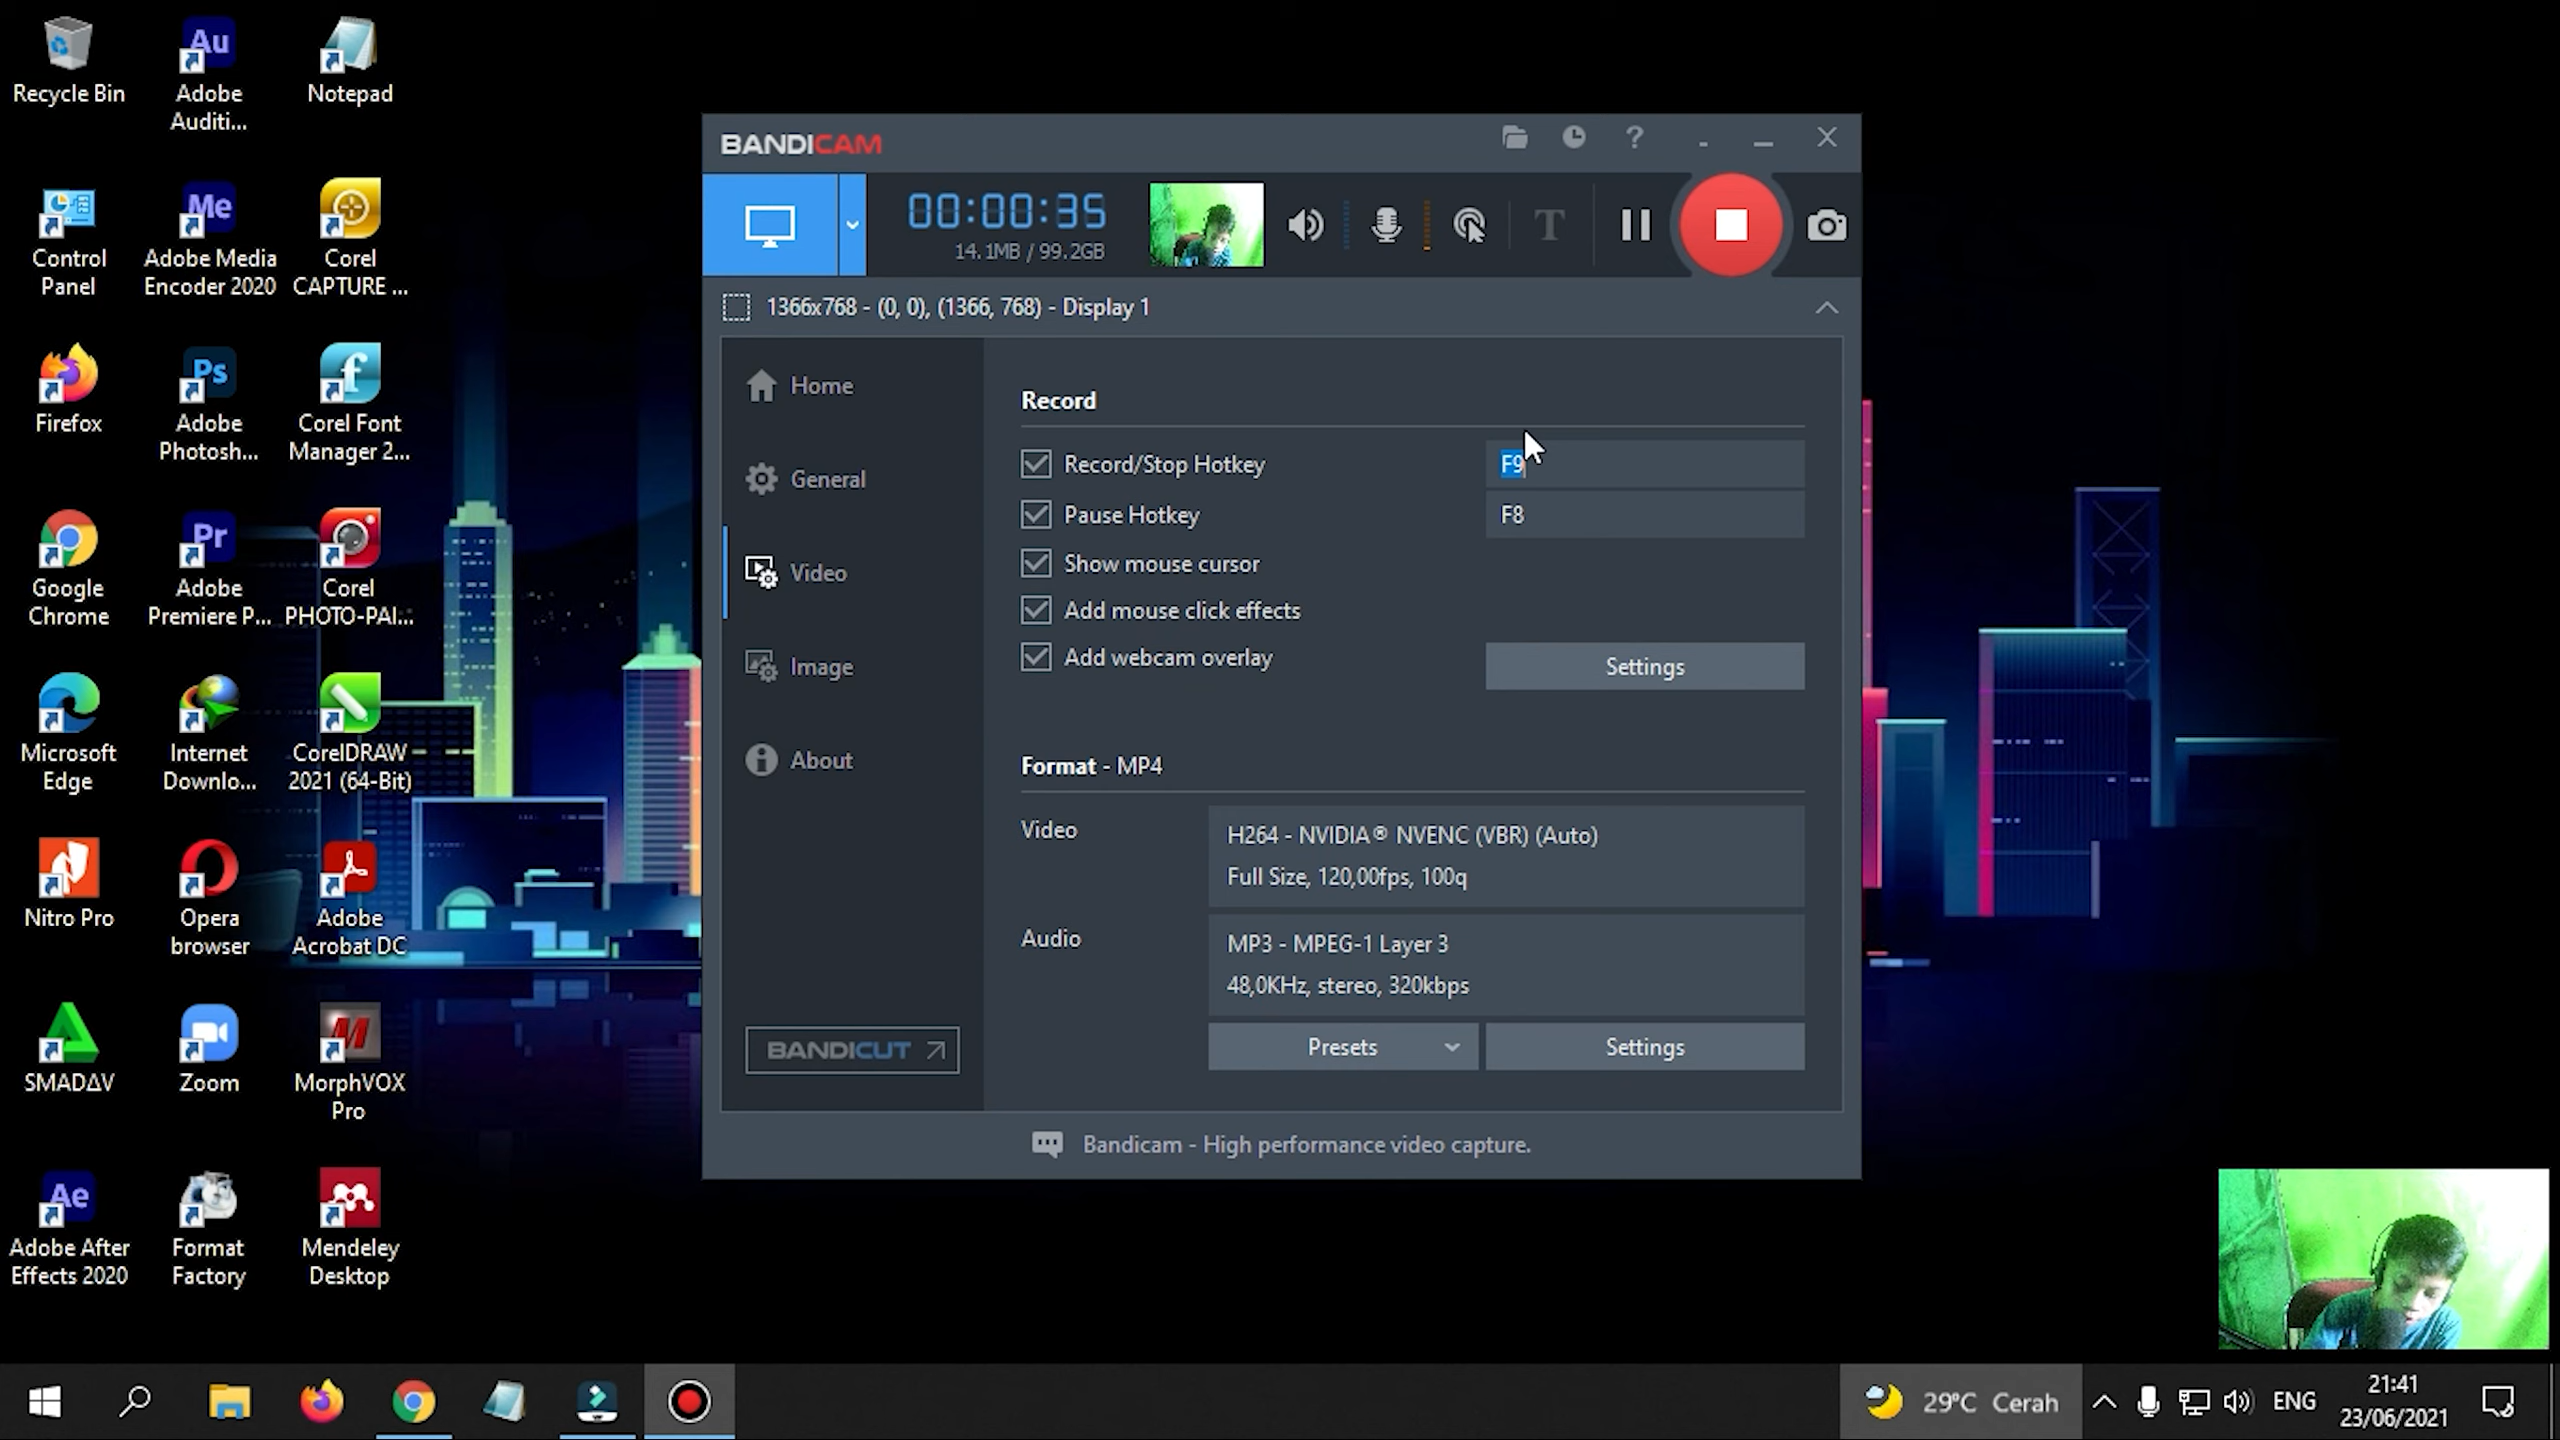 Recycle Bin
Adobe
Auditi...
Notepad
Control
Panel
Adobe Media
Encoder 2020
Corel
CAPTURE ...
Firefox
Adobe
Photosh...
Corel Font
Manager 2...
Google
Chrome
Adobe
Premiere P...
Corel
PHOTO-PAI...
Microsoft
Edge
Internet
Downlo...
CorelDRAW
2021 (64-Bit)
Nitro Pro
Opera
browser
Adobe
Acrobat DC
SMADΔV
Zoom
MorphVOX
Pro
Adobe After
Effects 2020
Format
Factory
Mendeley
Desktop
Au
Me
Ps
Pr
Ae
BANDICAM
00:00:35
14.1MB / 99.2GB
T
1366x768 - (0, 0), (1366, 768) - Display 1
Home
General
Video
Image
About
BANDICUT
Record
Record/Stop Hotkey F9
Pause Hotkey F8
Show mouse cursor
Add mouse click effects
Add webcam overlay Settings
Format - MP4
Video
H264 - NVIDIA® NVENC (VBR) (Auto)
Full Size, 120,00fps, 100q
Audio
MP3 - MPEG-1 Layer 3
48,0KHz, stereo, 320kbps
Presets Settings
Bandicam - High performance video capture.
29°C Cerah
ENG
21:41
23/06/2021